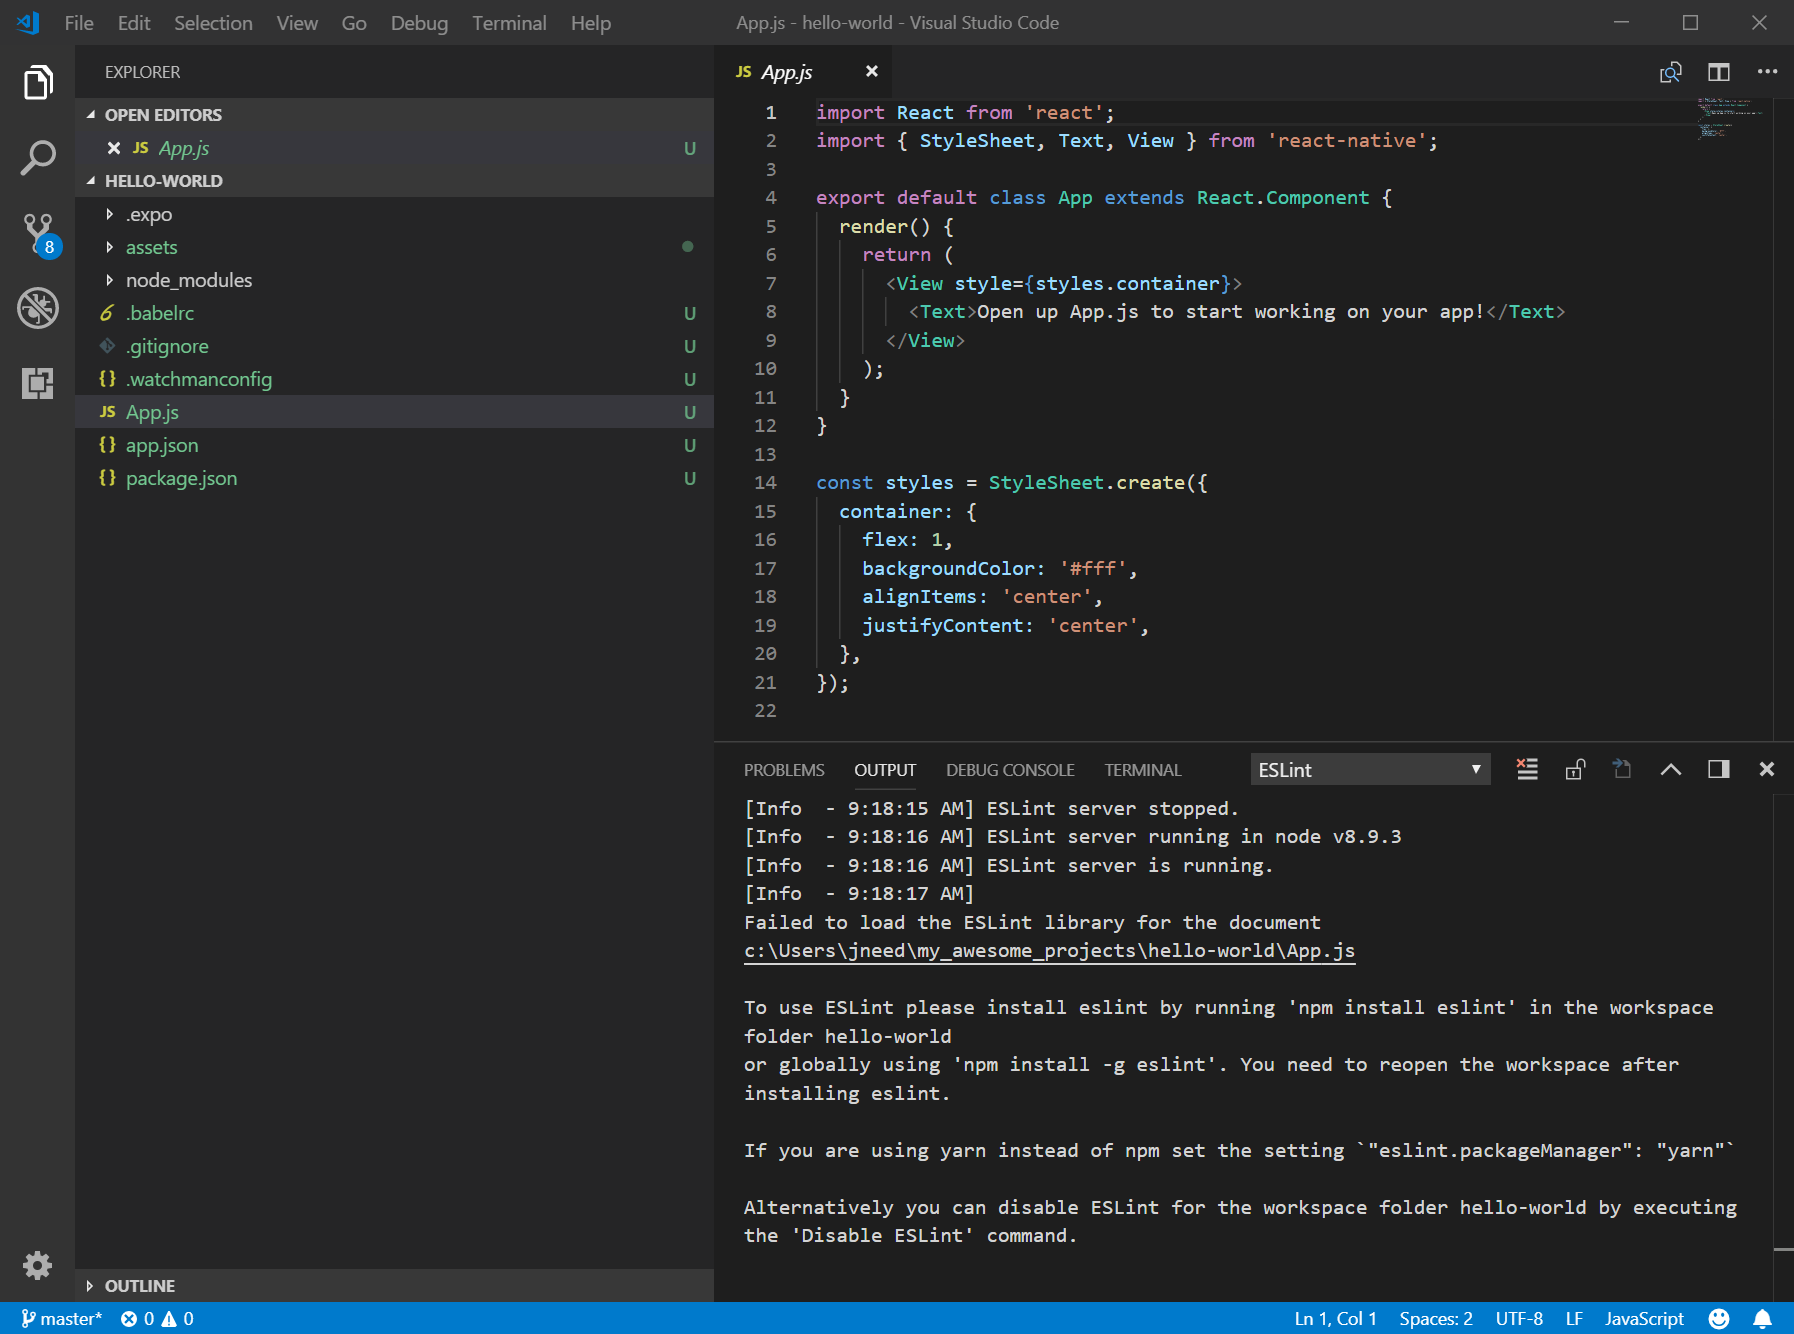 File Edit Selection View Go Debug Terminal Help
App.js - hello-world - Visual Studio Code
EXPLORER
OPEN EDITORS
JS App.js U
HELLO-WORLD
.expo
assets
node_modules
.babelrc U
.gitignore U
{} .watchmanconfig U
JS App.js U
{} app.json U
{} package.json U
OUTLINE
8
JS App.js
1 import React from 'react';
2 import { StyleSheet, Text, View } from 'react-native';
3
4 export default class App extends React.Component {
5 render() {
6 return (
7 <View style={styles.container}>
8 <Text>Open up App.js to start working on your app!</Text>
9 </View>
10 );
11 }
12 }
13
14 const styles = StyleSheet.create({
15 container: {
16 flex: 1,
17 backgroundColor: '#fff',
18 alignItems: 'center',
19 justifyContent: 'center',
20 },
21 });
22
PROBLEMS OUTPUT DEBUG CONSOLE TERMINAL ESLint
[Info  - 9:18:15 AM] ESLint server stopped.
[Info  - 9:18:16 AM] ESLint server running in node v8.9.3
[Info  - 9:18:16 AM] ESLint server is running.
[Info  - 9:18:17 AM]
Failed to load the ESLint library for the document
c:\Users\jneed\my_awesome_projects\hello-world\App.js
To use ESLint please install eslint by running 'npm install eslint' in the workspace
folder hello-world
or globally using 'npm install -g eslint'. You need to reopen the workspace after
installing eslint.
If you are using yarn instead of npm set the setting `"eslint.packageManager": "yarn"`
Alternatively you can disable ESLint for the workspace folder hello-world by executing
the 'Disable ESLint' command.
master* 0 0 Ln 1, Col 1 Spaces: 2 UTF-8 LF JavaScript